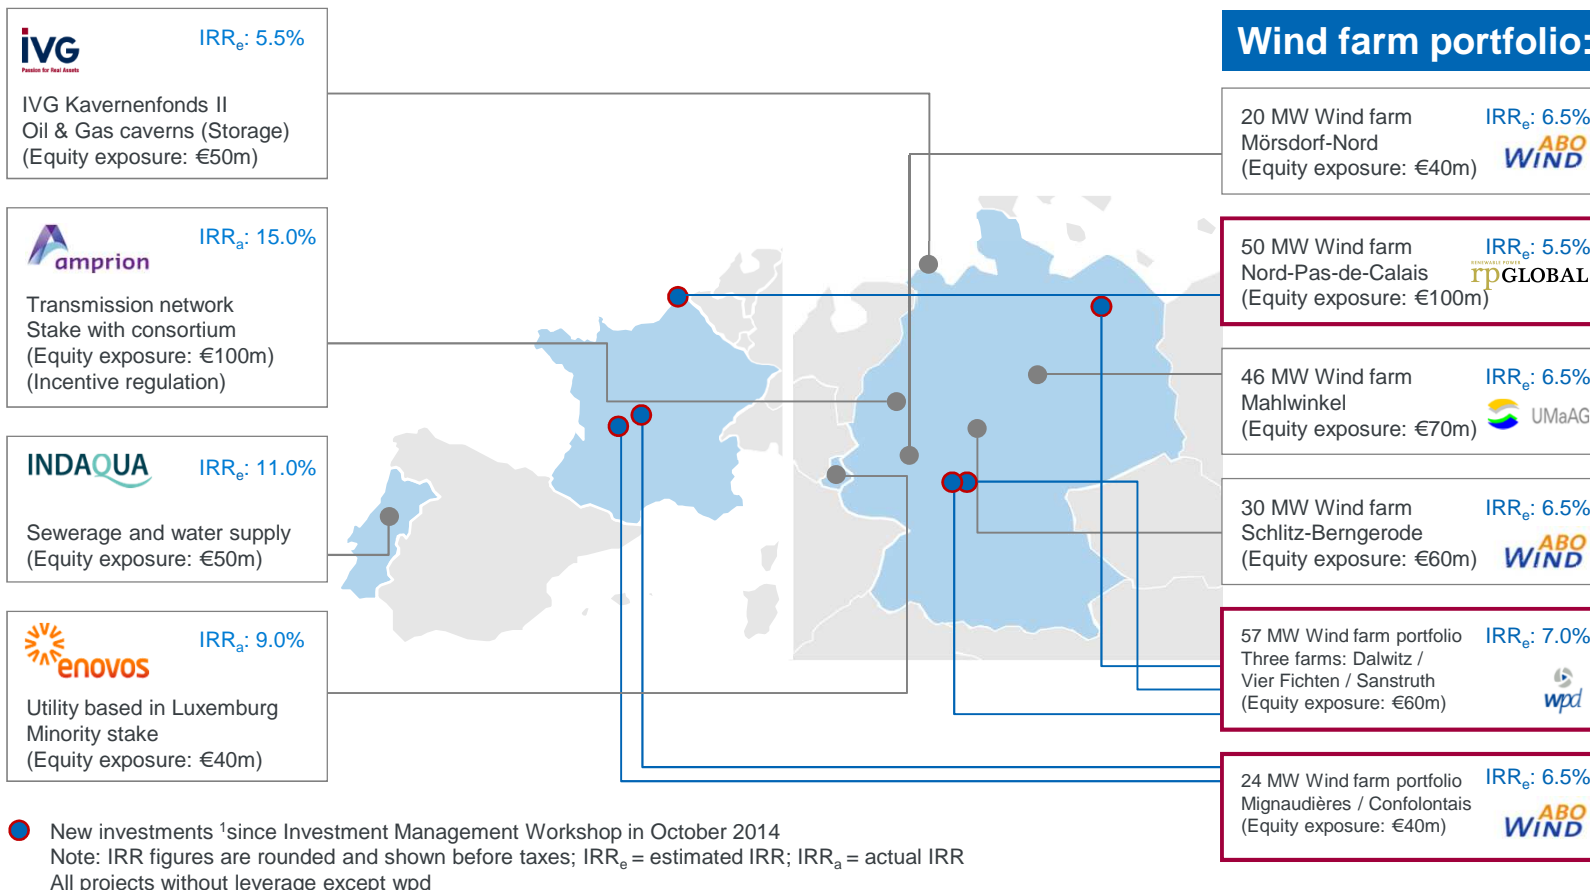 IVG
Passion for Real Assets
IRRe: 5.5%
IVG Kavernenfonds II
Oil & Gas caverns (Storage)
(Equity exposure: €50m)
amprion
IRRa: 15.0%
Transmission network
Stake with consortium
(Equity exposure: €100m)
(Incentive regulation)
INDAQUA
IRRe: 11.0%
Sewerage and water supply
(Equity exposure: €50m)
enovos
IRRa: 9.0%
Utility based in Luxemburg
Minority stake
(Equity exposure: €40m)
Wind farm portfolio:
20 MW Wind farm
Mörsdorf-Nord
(Equity exposure: €40m)
IRRe: 6.5%
ABO
WIND
50 MW Wind farm
Nord-Pas-de-Calais
(Equity exposure: €100m)
IRRe: 5.5%
RENEWABLE POWER
rpGLOBAL
46 MW Wind farm
Mahlwinkel
(Equity exposure: €70m)
IRRe: 6.5%
UMaAG
30 MW Wind farm
Schlitz-Berngerode
(Equity exposure: €60m)
IRRe: 6.5%
ABO
WIND
57 MW Wind farm portfolio
Three farms: Dalwitz /
Vier Fichten / Sanstruth
(Equity exposure: €60m)
IRRe: 7.0%
wpd
24 MW Wind farm portfolio
Mignaudières / Confolontais
(Equity exposure: €40m)
IRRe: 6.5%
ABO
WIND
New investments ¹since Investment Management Workshop in October 2014
Note: IRR figures are rounded and shown before taxes; IRRe = estimated IRR; IRRa = actual IRR
All projects without leverage except wpd